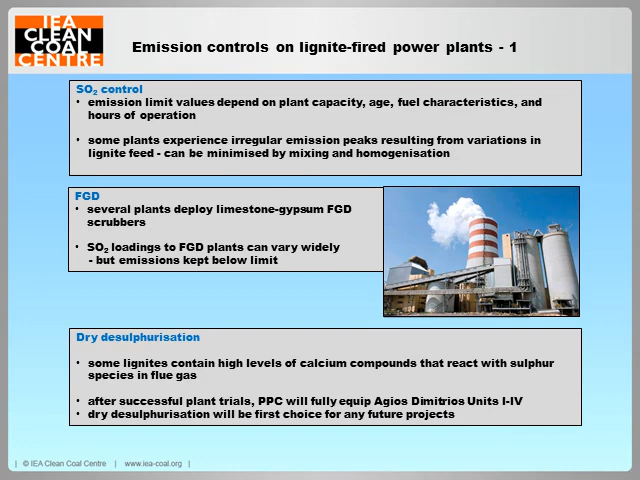 IEA
CLEAN
COAL
CENTRE
Emission controls on lignite-fired power plants - 1
SO₂ control
• emission limit values depend on plant capacity, age, fuel characteristics, and
hours of operation
• some plants experience irregular emission peaks resulting from variations in
lignite feed - can be minimised by mixing and homogenisation
FGD
• several plants deploy limestone-gypsum FGD
scrubbers
• SO₂ loadings to FGD plants can vary widely
- but emissions kept below limit
Dry desulphurisation
• some lignites contain high levels of calcium compounds that react with sulphur
species in flue gas
• after successful plant trials, PPC will fully equip Agios Dimitrios Units I-IV
• dry desulphurisation will be first choice for any future projects
| © IEA Clean Coal Centre | www.iea-coal.org |